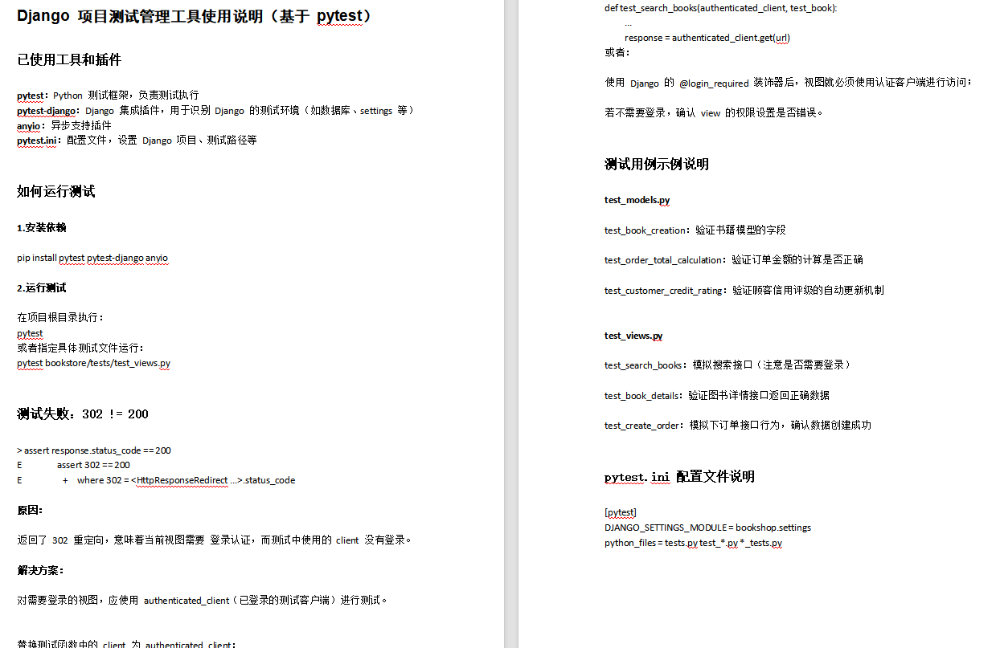 Django 项目测试管理工具使用说明（基于 pytest）
已使用工具和插件
pytest：Python 测试框架，负责测试执行
pytest-django：Django 集成插件，用于识别 Django 的测试环境（如数据库、settings 等）
anyio：异步支持插件
pytest.ini：配置文件，设置 Django 项目、测试路径等
如何运行测试
1.安装依赖
pip install pytest pytest-django anyio
2.运行测试
在项目根目录执行：
pytest
或者指定具体测试文件运行：
pytest bookstore/tests/test_views.py
测试失败：302 != 200
> assert response.status_code == 200
E assert 302 == 200
E + where 302 = <HttpResponseRedirect ...>.status_code
原因：
返回了 302 重定向，意味着当前视图需要 登录认证，而测试中使用的 client 没有登录。
解决方案：
对需要登录的视图，应使用 authenticated_client（已登录的测试客户端）进行测试。
替换测试函数中的 client 为 authenticated_client：
def test_search_books(authenticated_client, test_book):
...
response = authenticated_client.get(url)
或者：
使用 Django 的 @login_required 装饰器后，视图就必须使用认证客户端进行访问；
若不需要登录，确认 view 的权限设置是否错误。
测试用例示例说明
test_models.py
test_book_creation：验证书籍模型的字段
test_order_total_calculation：验证订单金额的计算是否正确
test_customer_credit_rating：验证顾客信用评级的自动更新机制
test_views.py
test_search_books：模拟搜索接口（注意是否需要登录）
test_book_details：验证图书详情接口返回正确数据
test_create_order：模拟下订单接口行为，确认数据创建成功
pytest.ini 配置文件说明
[pytest]
DJANGO_SETTINGS_MODULE = bookshop.settings
python_files = tests.py test_*.py *_tests.py